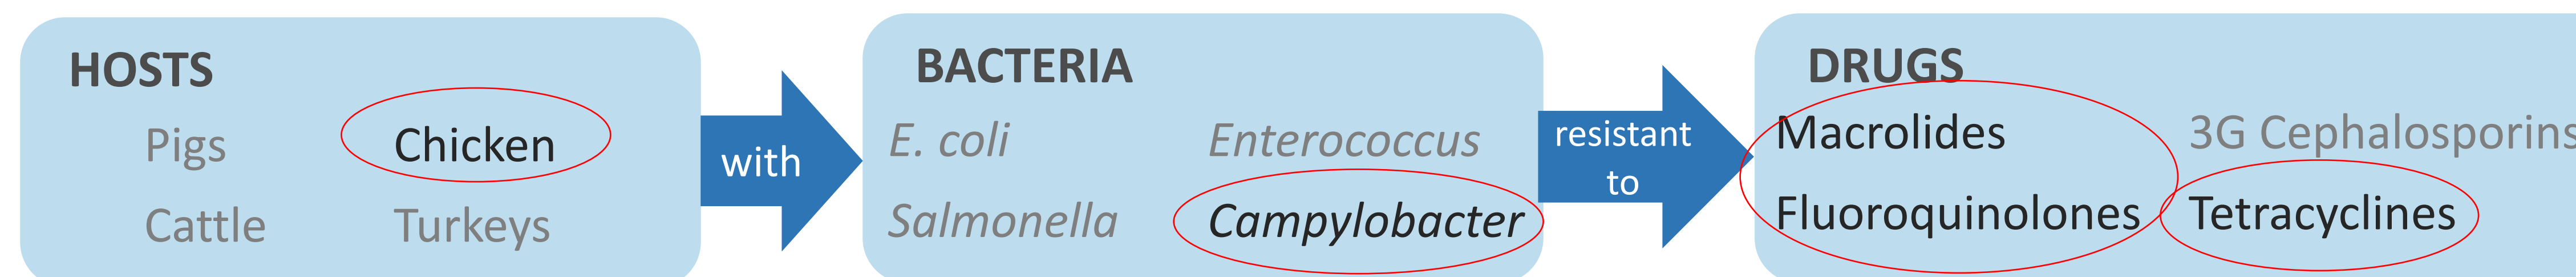 HOSTS
Pigs Chicken
Cattle Turkeys
with
BACTERIA
E. coli Enterococcus
Salmonella Campylobacter
resistant
to
DRUGS
Macrolides 3G Cephalosporins
Fluoroquinolones Tetracyclines